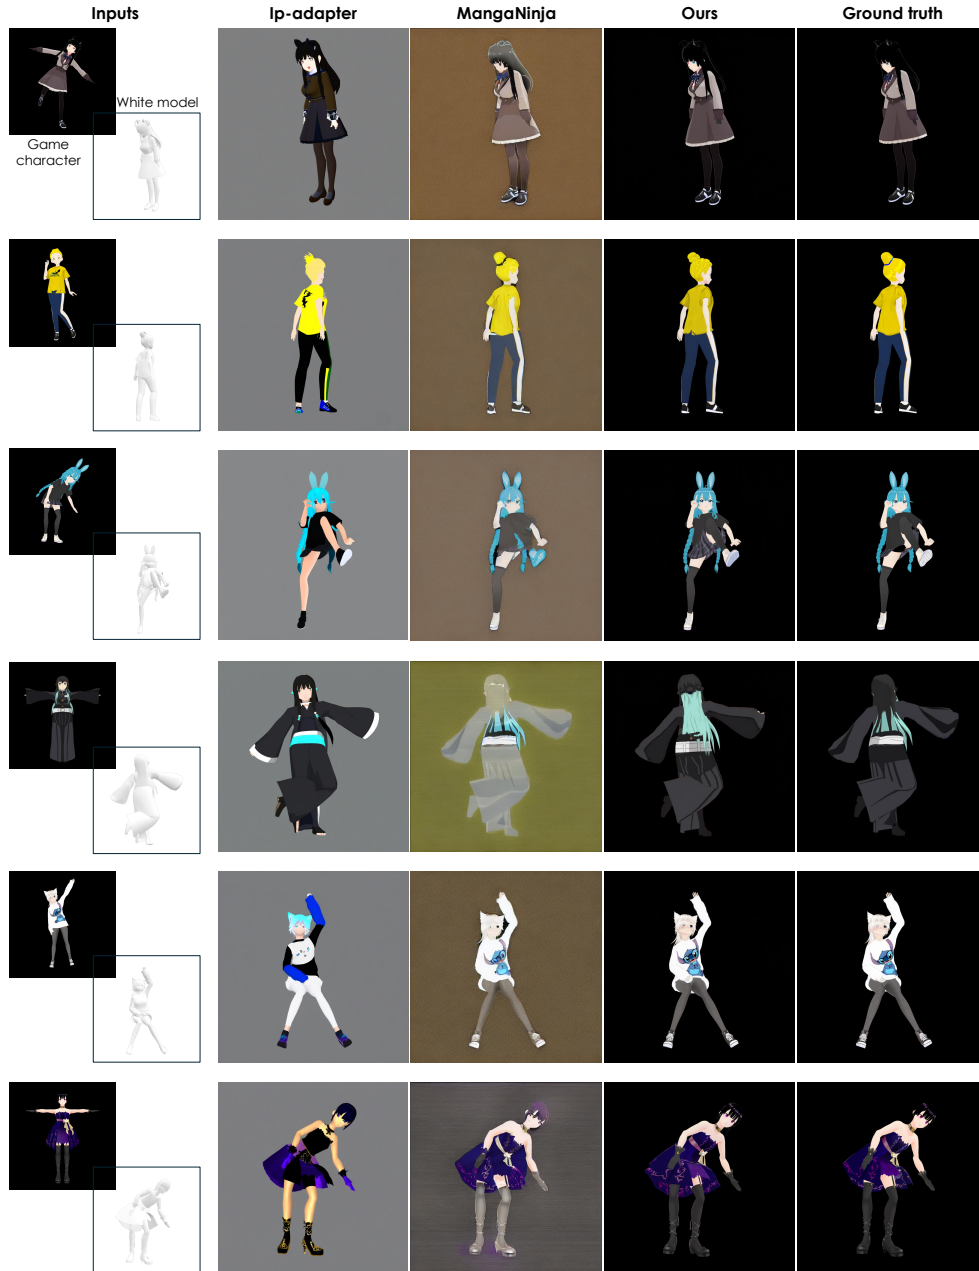 Inputs
Ip-adapter
MangaNinja
Ours
Ground truth
White model
Game
character